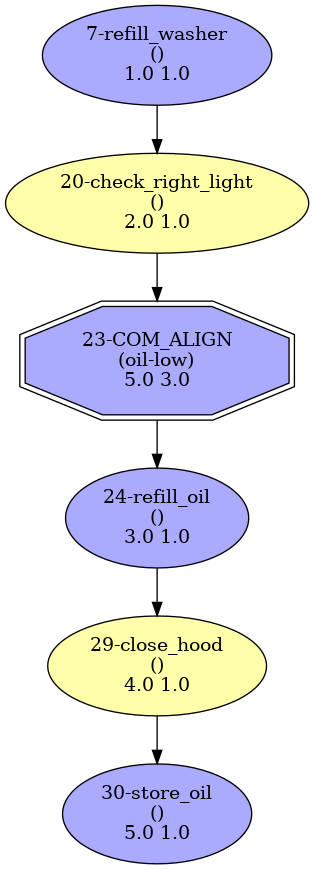 7-refill_washer
()
1.0 1.0
20-check_right_light
()
2.0 1.0
23-COM_ALIGN
(oil-low)
5.0 3.0
24-refill_oil
()
3.0 1.0
29-close_hood
()
4.0 1.0
30-store_oil
()
5.0 1.0